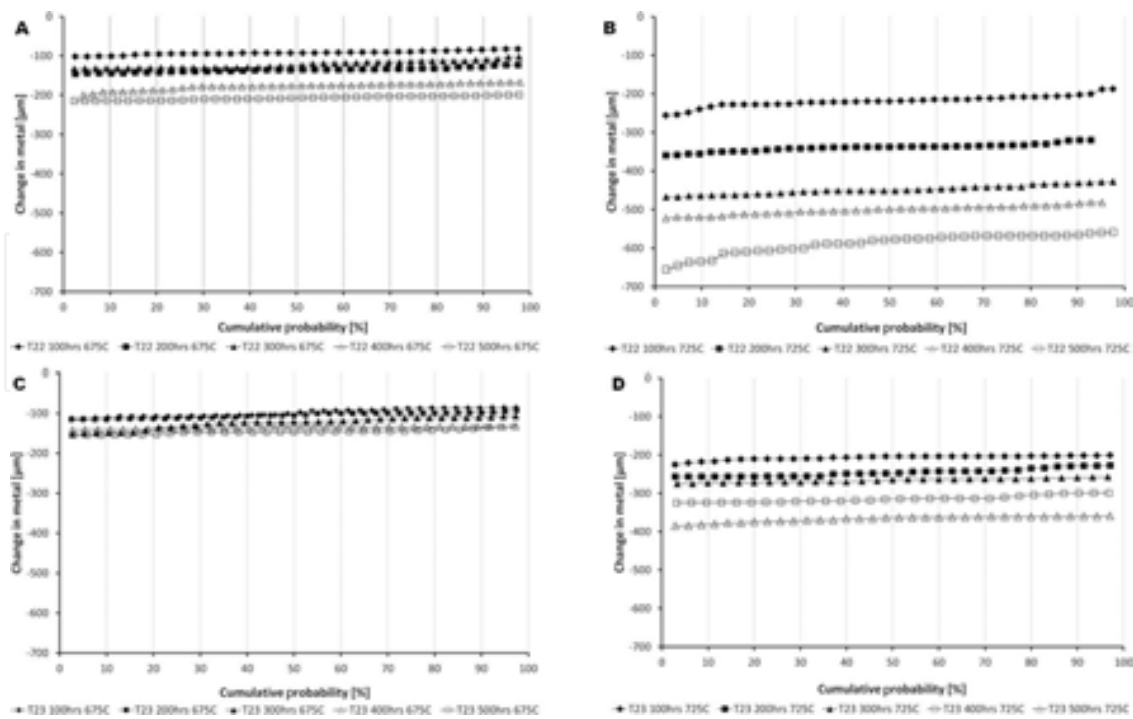 A
Change in metal [µm]
0
-100
-200
-300
-400
-500
-600
-700
0 10 20 30 40 50 60 70 80 90 100
Cumulative probability [%]
T22 100hrs 675C T22 200hrs 675C T22 300hrs 675C T22 400hrs 675C T22 500hrs 675C
B
Change in metal [µm]
0
-100
-200
-300
-400
-500
-600
-700
0 10 20 30 40 50 60 70 80 90 100
Cumulative probability [%]
T22 100hrs 725C T22 200hrs 725C T22 300hrs 725C T22 400hrs 725C T22 500hrs 725C
C
Change in metal [µm]
0
-100
-200
-300
-400
-500
-600
-700
0 10 20 30 40 50 60 70 80 90 100
Cumulative probability [%]
T23 100hrs 675C T23 200hrs 675C T23 300hrs 675C T23 400hrs 675C T23 500hrs 675C
D
Change in metal [µm]
0
-100
-200
-300
-400
-500
-600
-700
0 10 20 30 40 50 60 70 80 90 100
Cumulative probability [%]
T23 100hrs 725C T23 200hrs 725C T23 300hrs 725C T23 400hrs 725C T23 500hrs 725C